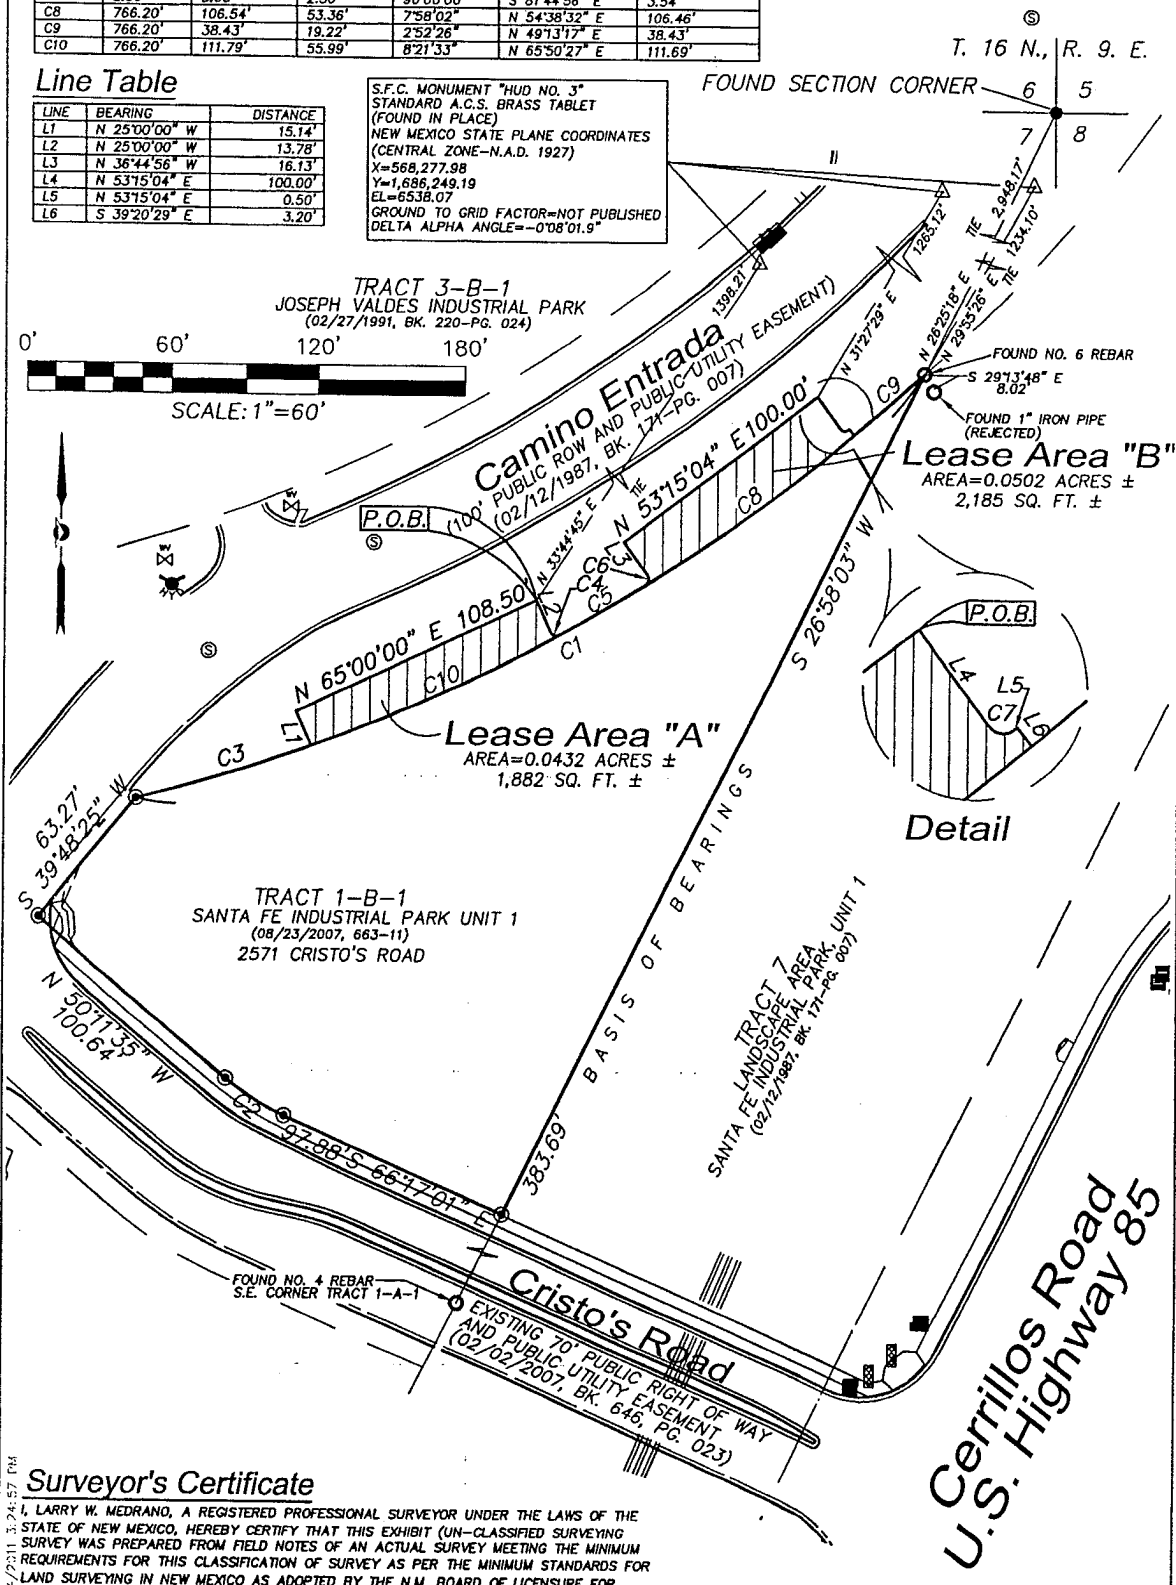 C8 766.20' 106.54' 53.36' 7°58'02" N 54°38'32" E 106.46'
C9 766.20' 38.43' 19.22' 2°52'26" N 49°13'17" E 38.43'
C10 766.20' 111.79' 55.99' 8°21'33" N 65°50'27" E 111.69'
Line Table
LINE BEARING DISTANCE
L1 N 25°00'00" W 15.14'
L2 N 25°00'00" W 13.78'
L3 N 36°44'56" W 16.13'
L4 N 53°15'04" E 100.00'
L5 N 53°15'04" E 0.50'
L6 S 39°20'29" E 3.20'
S.F.C. MONUMENT "HUD NO. 3"
STANDARD A.C.S. BRASS TABLET
(FOUND IN PLACE)
NEW MEXICO STATE PLANE COORDINATES
(CENTRAL ZONE-N.A.D. 1927)
X=568,277.98
Y=1,686,249.19
EL=6538.07
GROUND TO GRID FACTOR=NOT PUBLISHED
DELTA ALPHA ANGLE=-0°08'01.9"
S
T. 16 N., R. 9. E.
FOUND SECTION CORNER
6 5
7 8
TRACT 3-B-1
JOSEPH VALDES INDUSTRIAL PARK
(02/27/1991, BK. 220-PG. 024)
0' 60' 120' 180'
SCALE: 1"=60'
1398.21'
1265.12'
TIE 2,948.17'
1234.10'
TIE
N 26°25'18" E
N 29°55'26" E
N 31°27'29" E
Camino Entrada
(100' PUBLIC ROW AND PUBLIC UTILITY EASEMENT)
(02/12/1987, BK. 171-PG. 007)
FOUND NO. 6 REBAR
S 29°13'48" E
8.02'
FOUND 1" IRON PIPE
(REJECTED)
C9
Lease Area "B"
AREA=0.0502 ACRES ±
2,185 SQ. FT. ±
N 53°15'04" E 100.00'
C8
TIE
N 33°44'45" E
P.O.B.
S
WV
WV
HYD
L3
C6
C4
C5
L2
C1
N 65°00'00" E 108.50'
C10
L1
C3
S
Lease Area "A"
AREA=0.0432 ACRES ±
1,882 SQ. FT. ±
S 26°58'03" W
BASIS OF BEARINGS
383.69'
P.O.B.
L4
L5
C7
L6
Detail
63.27'
S 39°48'25" W
TRACT 1-B-1
SANTA FE INDUSTRIAL PARK UNIT 1
(08/23/2007, 663-11)
2571 CRISTO'S ROAD
TRACT 7
LANDSCAPE AREA
SANTA FE INDUSTRIAL PARK, UNIT 1
(02/12/1987, BK. 171-PG. 007)
N 50°11'35" W
100.64'
C2
97.88' S 66°17'01" E
FOUND NO. 4 REBAR
S.E. CORNER TRACT 1-A-1
Cristo's Road
EXISTING 70' PUBLIC RIGHT OF WAY
AND PUBLIC UTILITY EASEMENT
(02/02/2007, BK. 646, PG. 023)
Cerrillos Road
U.S. Highway 85
Surveyor's Certificate
I, LARRY W. MEDRANO, A REGISTERED PROFESSIONAL SURVEYOR UNDER THE LAWS OF THE
STATE OF NEW MEXICO, HEREBY CERTIFY THAT THIS EXHIBIT (UN-CLASSIFIED SURVEYING
SURVEY WAS PREPARED FROM FIELD NOTES OF AN ACTUAL SURVEY MEETING THE MINIMUM
REQUIREMENTS FOR THIS CLASSIFICATION OF SURVEY AS PER THE MINIMUM STANDARDS FOR
LAND SURVEYING IN NEW MEXICO AS ADOPTED BY THE N.M. BOARD OF LICENSURE FOR